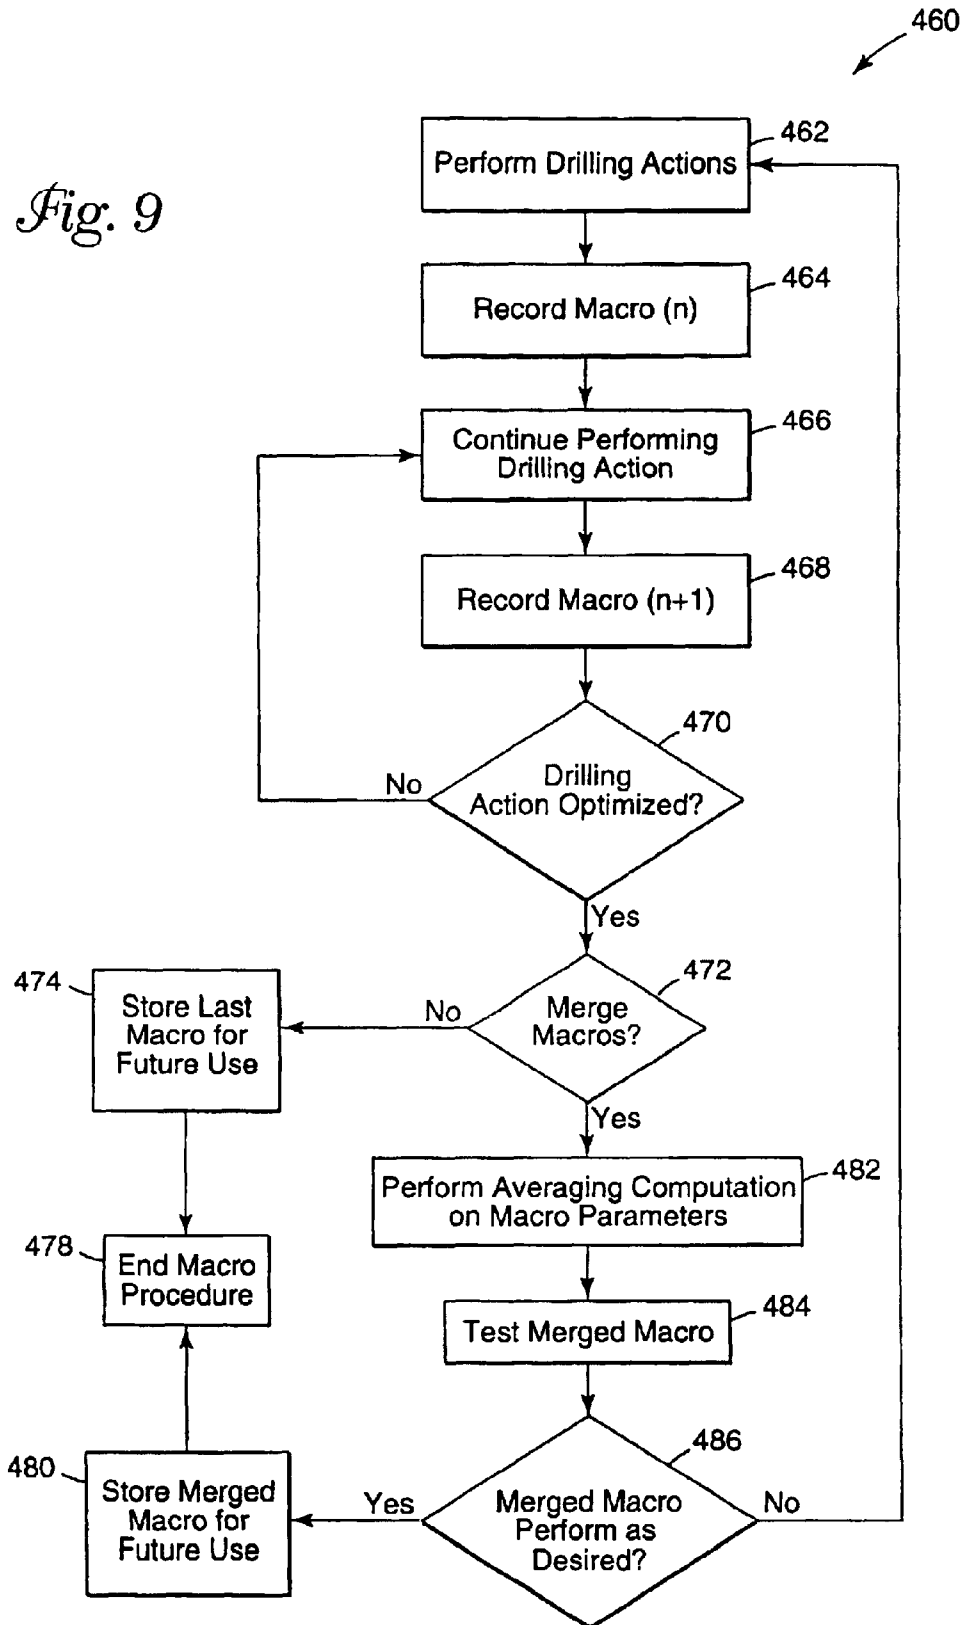 460
Fig. 9
462
Perform Drilling Actions
464
Record Macro (n)
466
Continue Performing
Drilling Action
468
Record Macro (n+1)
470
Drilling
Action Optimized?
No
Yes
472
Merge
Macros?
No
Yes
474
Store Last
Macro for
Future Use
478
End Macro
Procedure
482
Perform Averaging Computation
on Macro Parameters
484
Test Merged Macro
486
Merged Macro
Perform as
Desired?
Yes
No
480
Store Merged
Macro for
Future Use